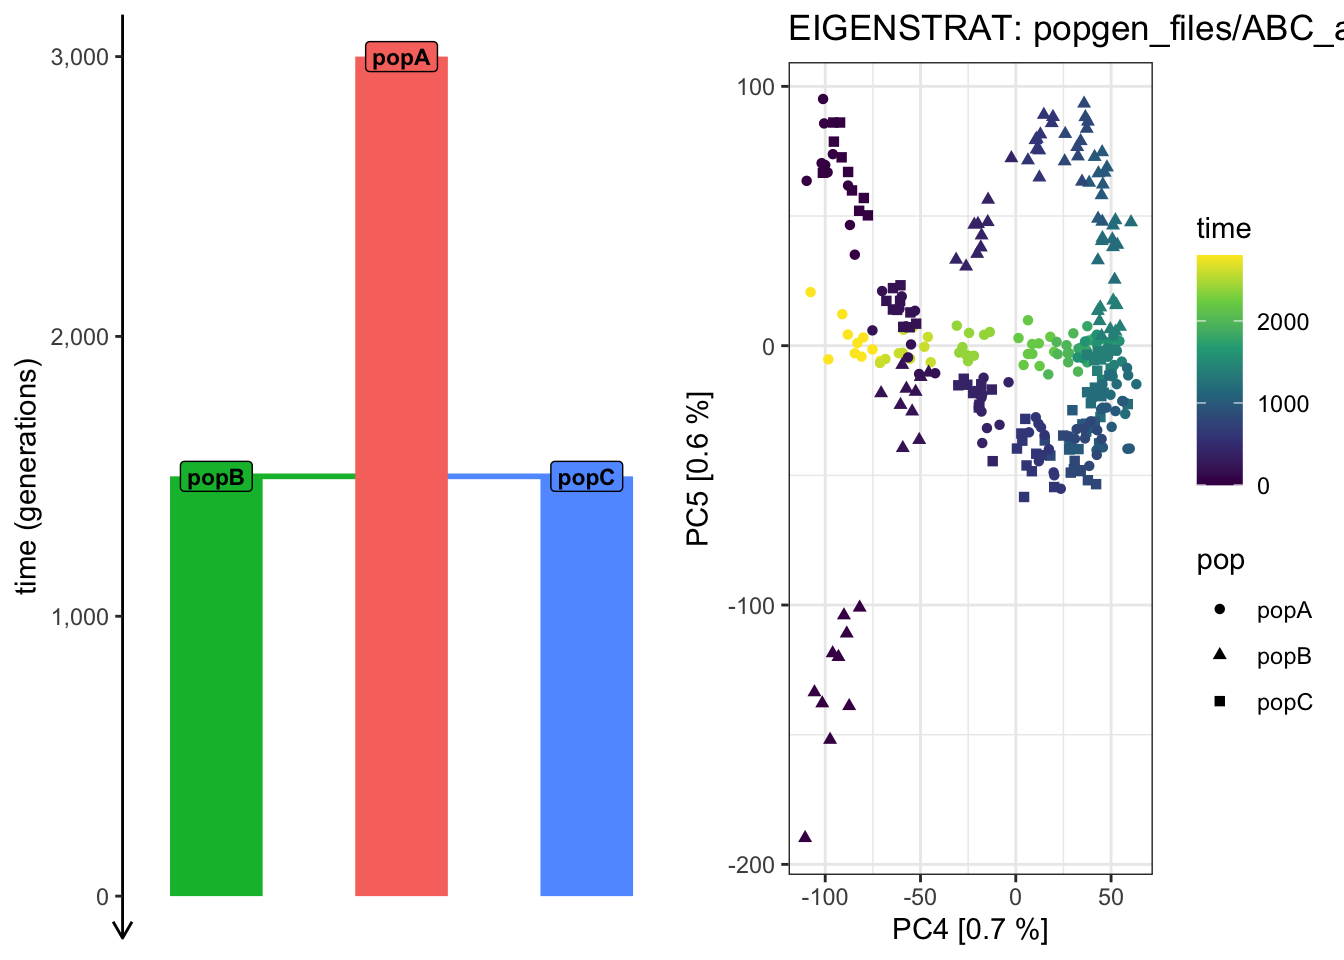 time (generations)
3,000
2,000
1,000
0
popA
popB
popC
EIGENSTRAT: popgen_files/ABC_a
PC5 [0.6 %]
100
0
-100
-200
-100
-50
0
50
PC4 [0.7 %]
time
2000
1000
0
pop
popA
popB
popC